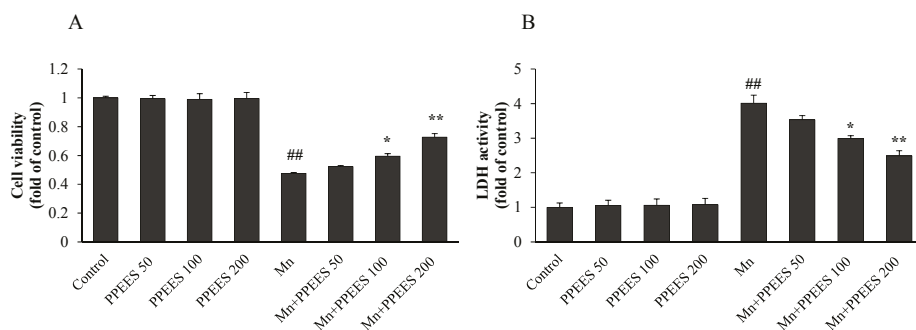 A
Cell viability
(fold of control)
1.2
1
0.8
0.6
0.4
0.2
0
##
*
**
Control
PPEES 50
PPEES 100
PPEES 200
Mn
Mn+PPEES 50
Mn+PPEES 100
Mn+PPEES 200
B
LDH activity
(fold of control)
5
4
3
2
1
0
##
*
**
Control
PPEES 50
PPEES 100
PPEES 200
Mn
Mn+PPEES 50
Mn+PPEES 100
Mn+PPEES 200